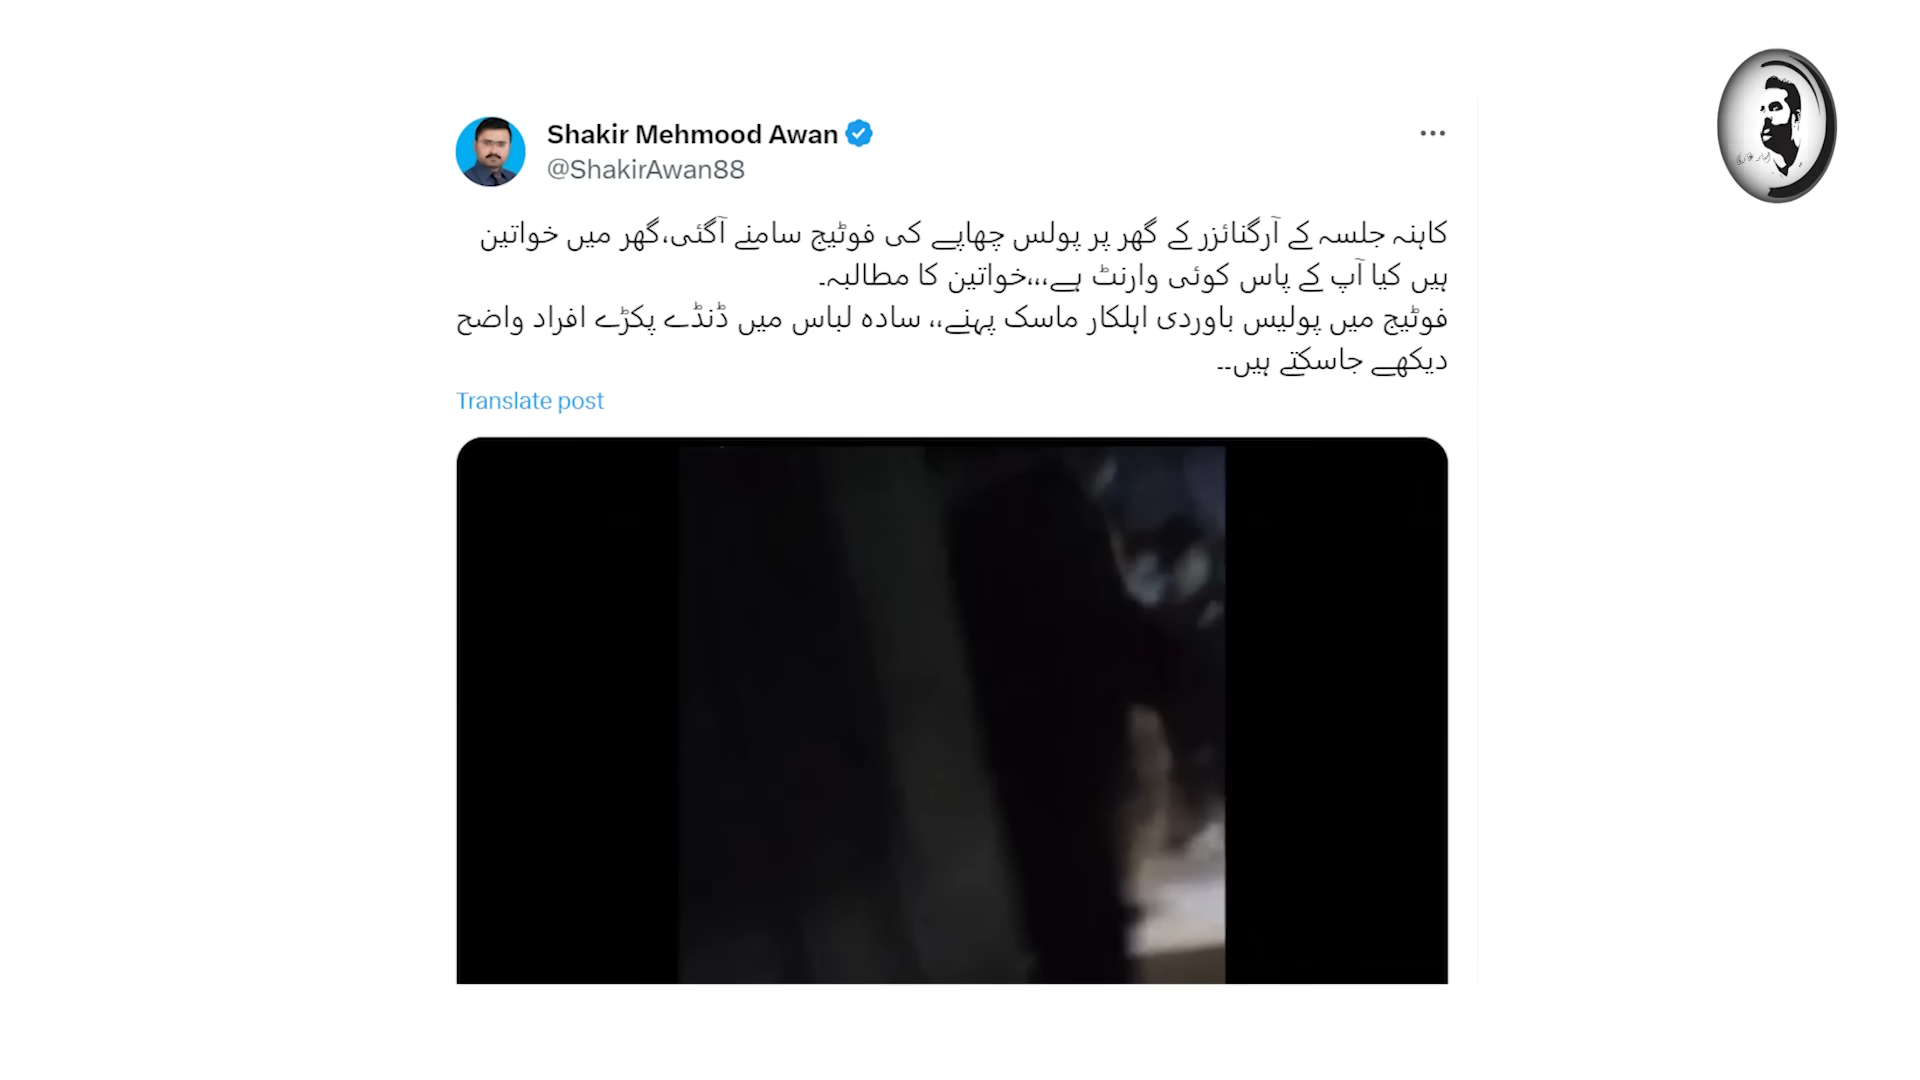 Shakir Mehmood Awan
@ShakirAwan88
کاہنہ جلسہ کے آرگنائزر کے گھر پر پولس چھاپے کی فوٹیج سامنے آگئی،گھر میں خواتین
ہیں کیا آپ کے پاس کوئی وارنٹ ہے،،،خواتین کا مطالبہ۔
فوٹیج میں پولیس باوردی اہلکار ماسک پہنے،، سادہ لباس میں ڈنڈے پکڑے افراد واضح
دیکھے جاسکتے ہیں۔۔
Translate post